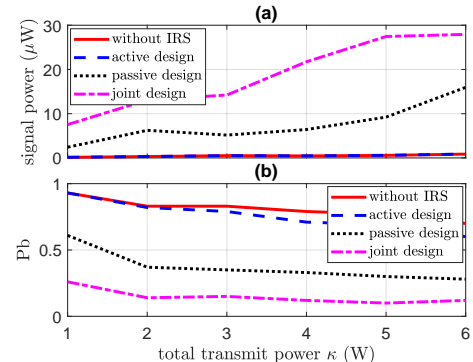 (a)
signal power (μW)
30
20
10
0
without IRS
active design
passive design
joint design
(b)
Pb
1
0.5
0
without IRS
active design
passive design
joint design
1 2 3 4 5 6
total transmit power κ (W)